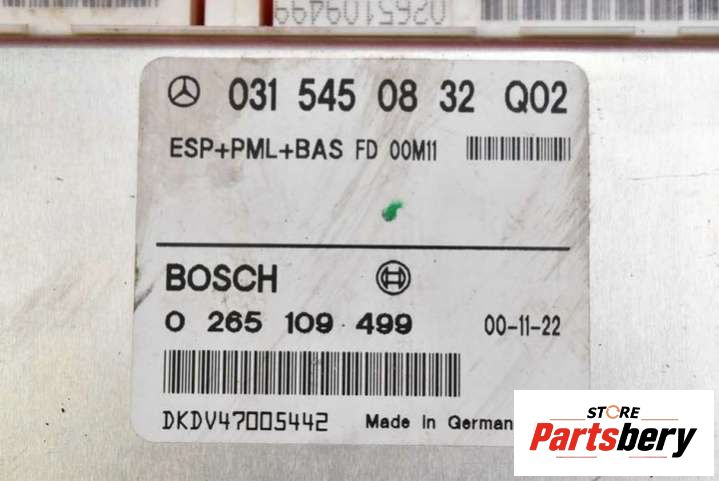 0265109499
031 545 08 32 Q02
ESP+PML+BAS FD 00M11
BOSCH
0 265 109 499 00-11-22
DKDV47005442 Made In German
STORE
Partsbery